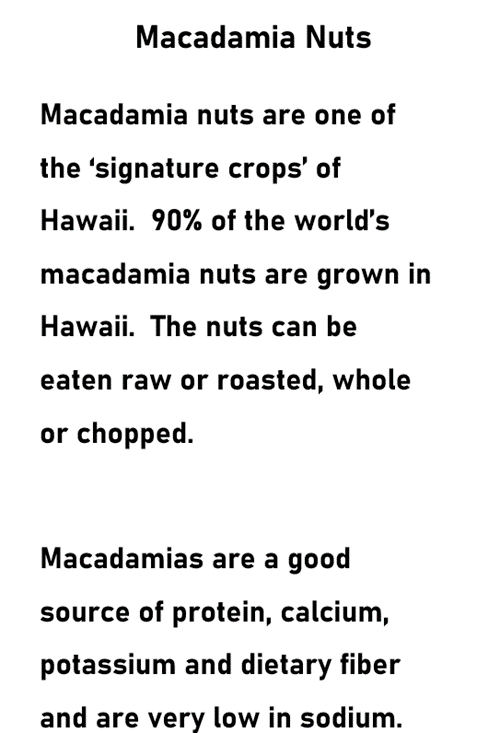 Macadamia Nuts
Macadamia nuts are one of
the ‘signature crops’ of
Hawaii.  90% of the world’s
macadamia nuts are grown in
Hawaii.  The nuts can be
eaten raw or roasted, whole
or chopped.
Macadamias are a good
source of protein, calcium,
potassium and dietary fiber
and are very low in sodium.